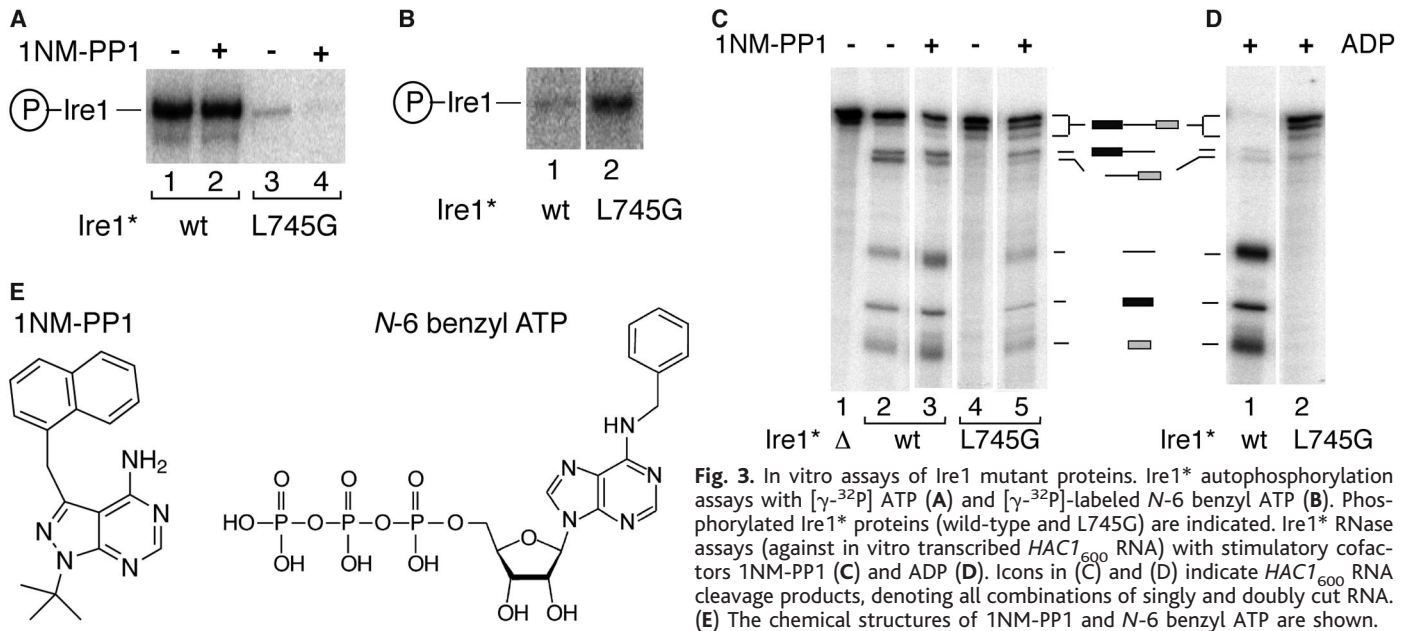 A
1NM-PP1 - + - +
P Ire1
1 2 3 4
Ire1* wt L745G
B
P Ire1
1 2
Ire1* wt L745G
C
1NM-PP1 - - + - +
1 2 3 4 5
Ire1* Δ wt L745G
D
+ + ADP
1 2
Ire1* wt L745G
E
1NM-PP1
NH₂
N
N
N
N
N-6 benzyl ATP
HN
N
N
N
N
O O O
HO-P-O-P-O-P-O
OH OH OH
O
OH OH
Fig. 3. In vitro assays of Ire1 mutant proteins. Ire1* autophosphorylation
assays with [γ-³²P] ATP (A) and [γ-³²P]-labeled N-6 benzyl ATP (B). Phos-
phorylated Ire1* proteins (wild-type and L745G) are indicated. Ire1* RNase
assays (against in vitro transcribed HAC1₆₀₀ RNA) with stimulatory cofac-
tors 1NM-PP1 (C) and ADP (D). Icons in (C) and (D) indicate HAC1₆₀₀ RNA
cleavage products, denoting all combinations of singly and doubly cut RNA.
(E) The chemical structures of 1NM-PP1 and N-6 benzyl ATP are shown.